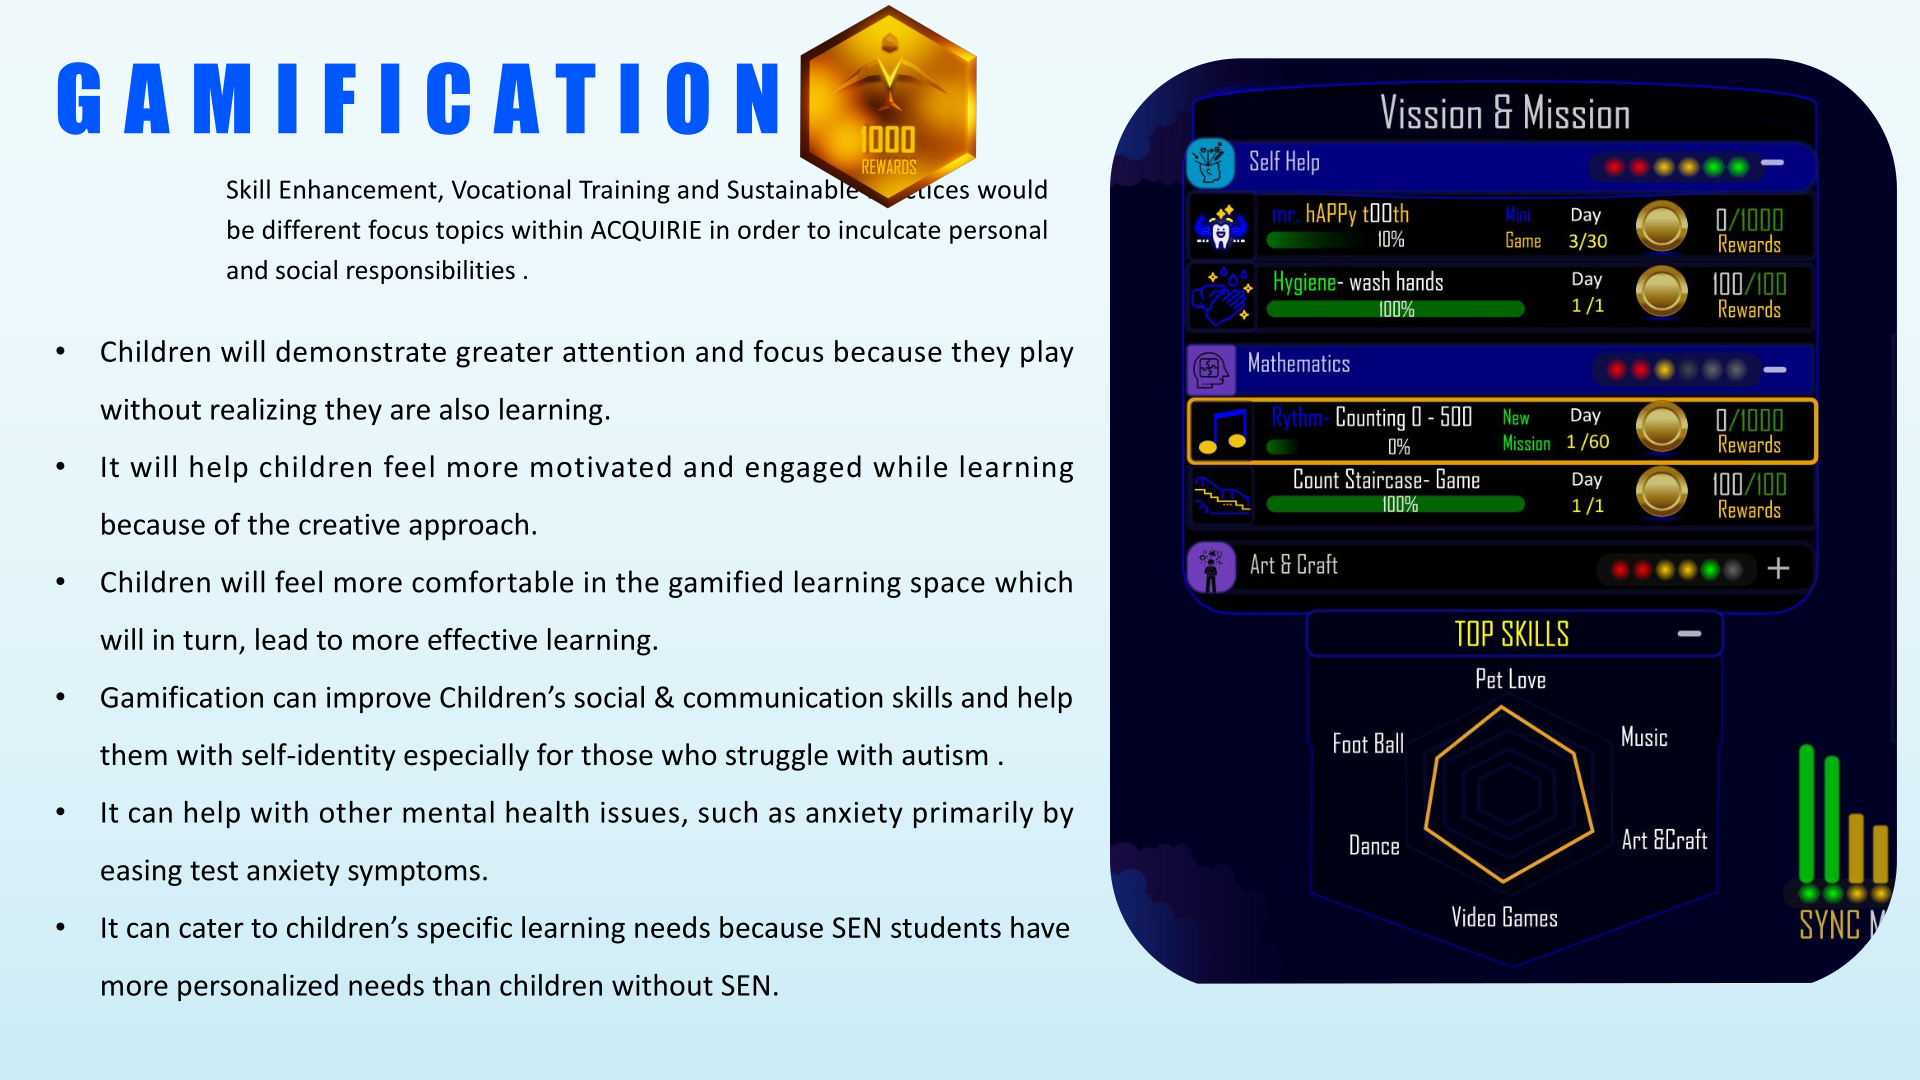 GAMIFICATION
1000
REWARDS
Skill Enhancement, Vocational Training and Sustainable would
be different focus topics within ACQUIRIE in order to inculcate personal
and social responsibilities .
• Children will demonstrate greater attention and focus because they play
without realizing they are also learning.
• It will help children feel more motivated and engaged while learning
because of the creative approach.
• Children will feel more comfortable in the gamified learning space which
will in turn, lead to more effective learning.
• Gamification can improve Children’s social & communication skills and help
them with self-identity especially for those who struggle with autism .
• It can help with other mental health issues, such as anxiety primarily by
easing test anxiety symptoms.
• It can cater to children’s specific learning needs because SEN students have
more personalized needs than children without SEN.
Vission & Mission
Self Help
mr. hAPPy t00th
10%
Mini
Game
Day
3/30
0/1000
Rewards
Hygiene- wash hands
100%
Day
1 /1
100/100
Rewards
Mathematics
Rythm- Counting 0 - 500
0%
New
Mission
Day
1 /60
0/1000
Rewards
Count Staircase- Game
100%
Day
1 /1
100/100
Rewards
Art & Craft
TOP SKILLS
Pet Love
Foot Ball
Music
Dance
Art &Craft
Video Games
SYNC